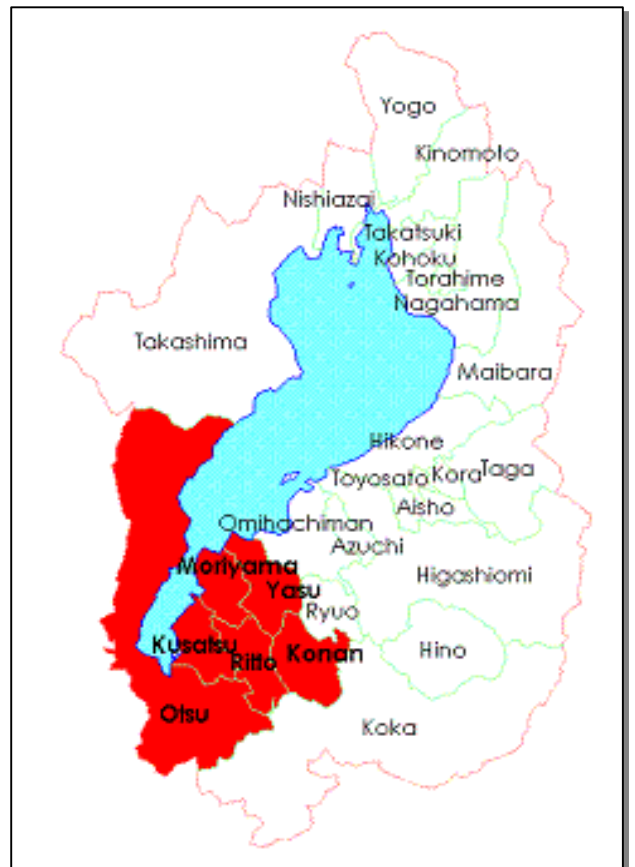 Yogo
Kinomoto
Nishiazai
Takatsuki
Kohoku
Torahime
Nagahama
Takashima
Maibara
Hikone
Toyosato
Kora
Taga
Aisho
Omihachiman
Azuchi
Moriyama
Higashiomi
Yasu
Ryuo
Kusatsu
Ritto
Konan
Hino
Otsu
Koka